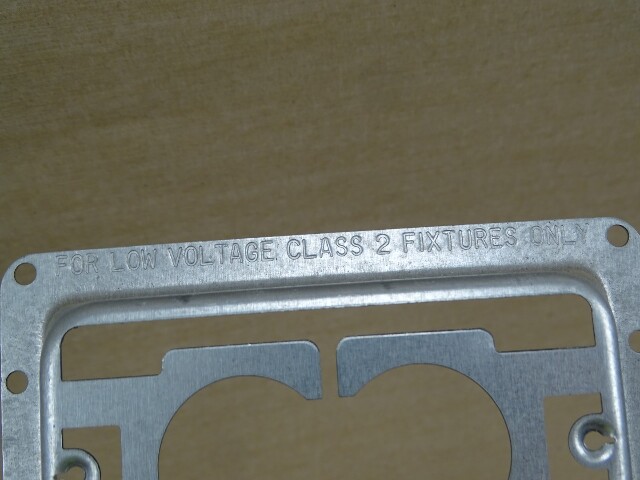 FOR LOW VOLTAGE CLASS 2 FIXTURES ONLY